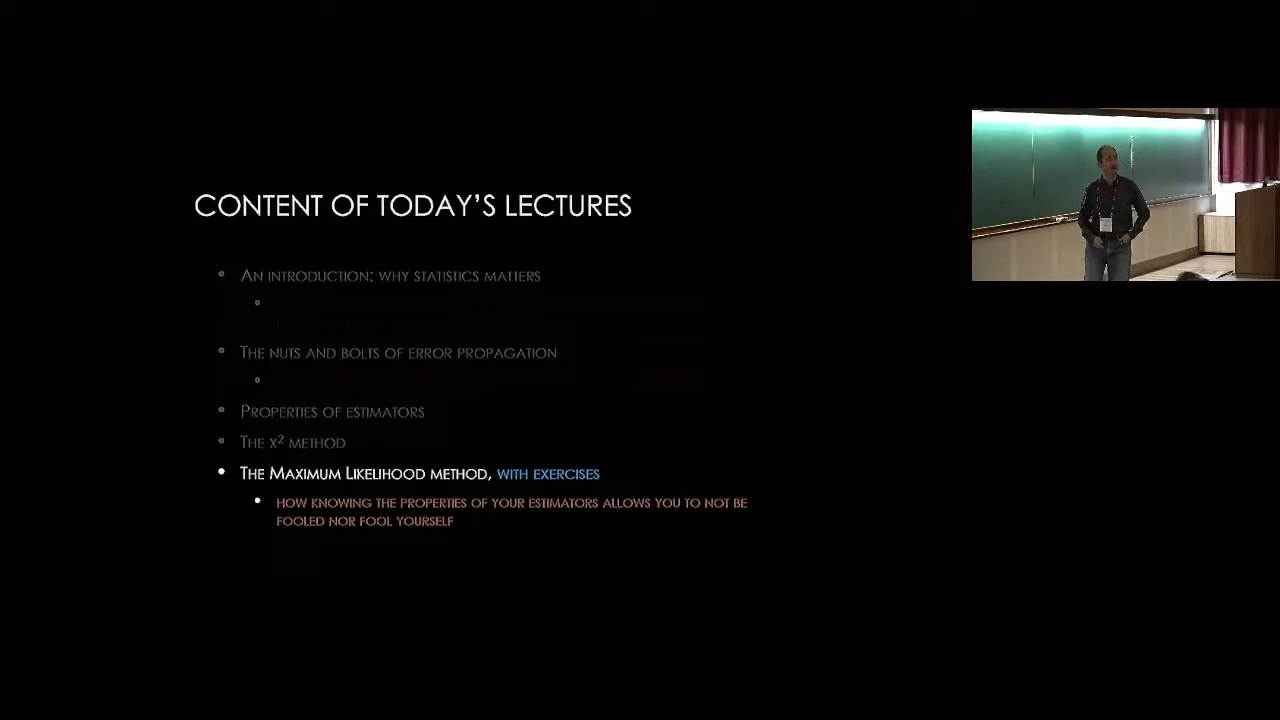 CONTENT OF TODAY'S LECTURES
• AN INTRODUCTION: WHY STATISTICS MATTERS
•
• THE NUTS AND BOLTS OF ERROR PROPAGATION
•
• PROPERTIES OF ESTIMATORS
• THE χ² METHOD
• THE MAXIMUM LIKELIHOOD METHOD, WITH EXERCISES
• HOW KNOWING THE PROPERTIES OF YOUR ESTIMATORS ALLOWS YOU TO NOT BE
FOOLED NOR FOOL YOURSELF